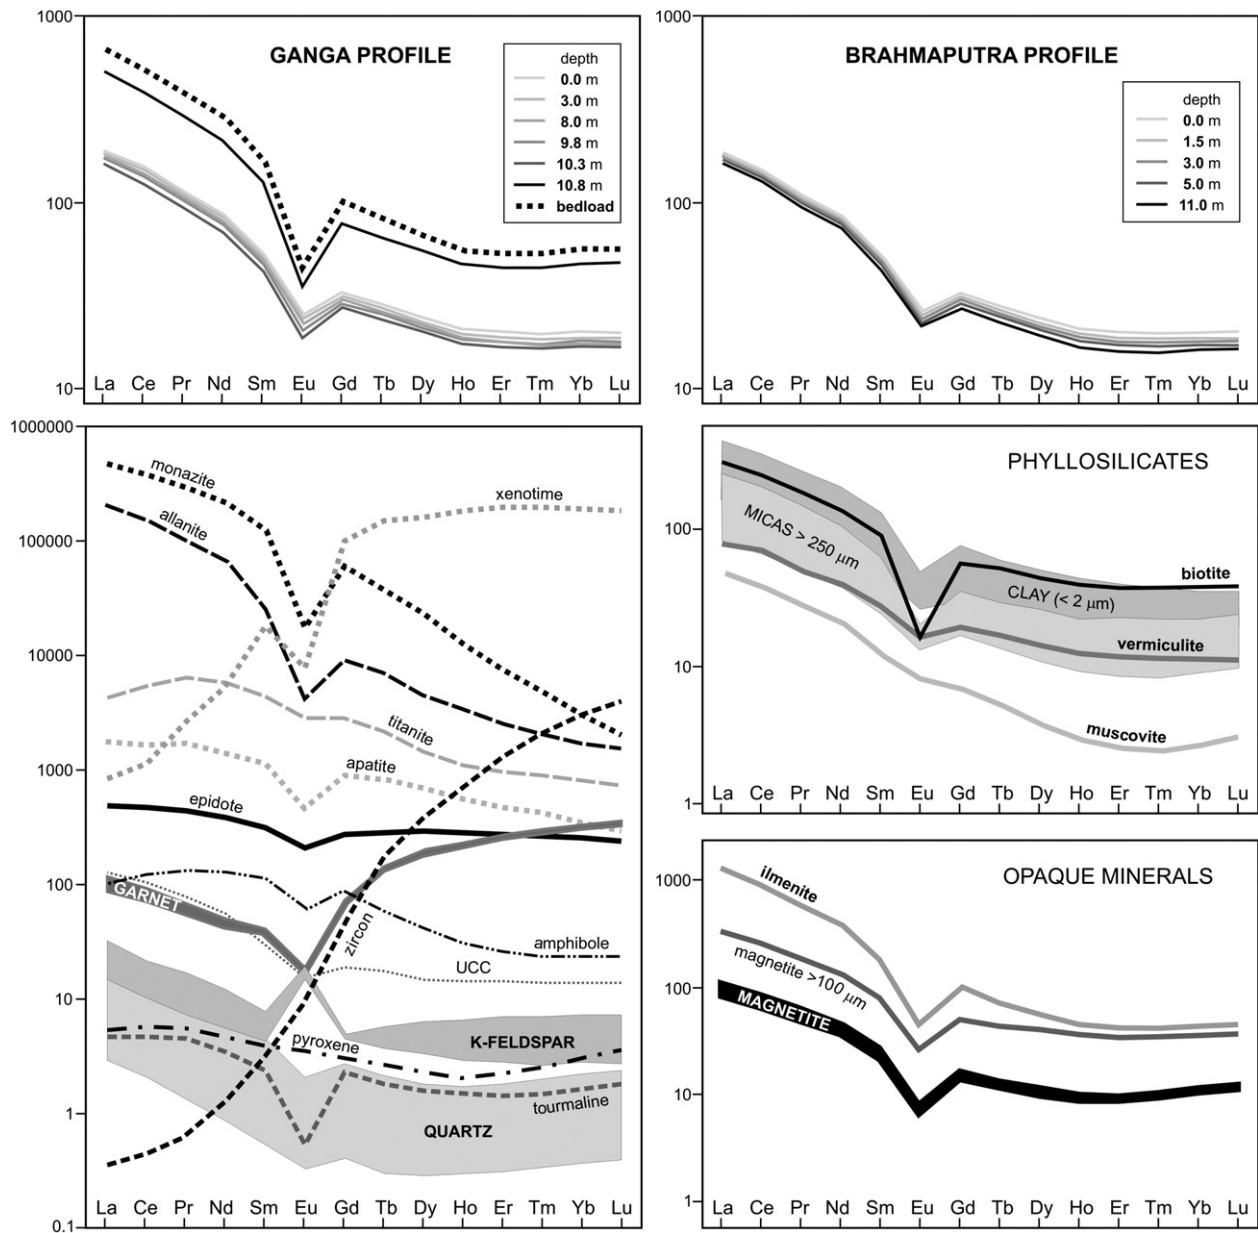 GANGA PROFILE
1000
100
10
depth
0.0 m
3.0 m
8.0 m
9.8 m
10.3 m
10.8 m
bedload
La Ce Pr Nd Sm Eu Gd Tb Dy Ho Er Tm Yb Lu
BRAHMAPUTRA PROFILE
1000
100
10
depth
0.0 m
1.5 m
3.0 m
5.0 m
11.0 m
La Ce Pr Nd Sm Eu Gd Tb Dy Ho Er Tm Yb Lu
1000000
100000
10000
1000
100
10
1
0.1
monazite
xenotime
allanite
titanite
apatite
epidote
GARNET
zircon
amphibole
UCC
pyroxene
K-FELDSPAR
tourmaline
QUARTZ
La Ce Pr Nd Sm Eu Gd Tb Dy Ho Er Tm Yb Lu
PHYLLOSILICATES
100
10
1
MICAS > 250 μm
biotite
CLAY (< 2 μm)
vermiculite
muscovite
La Ce Pr Nd Sm Eu Gd Tb Dy Ho Er Tm Yb Lu
OPAQUE MINERALS
1000
100
10
1
ilmenite
magnetite >100 μm
MAGNETITE
La Ce Pr Nd Sm Eu Gd Tb Dy Ho Er Tm Yb Lu